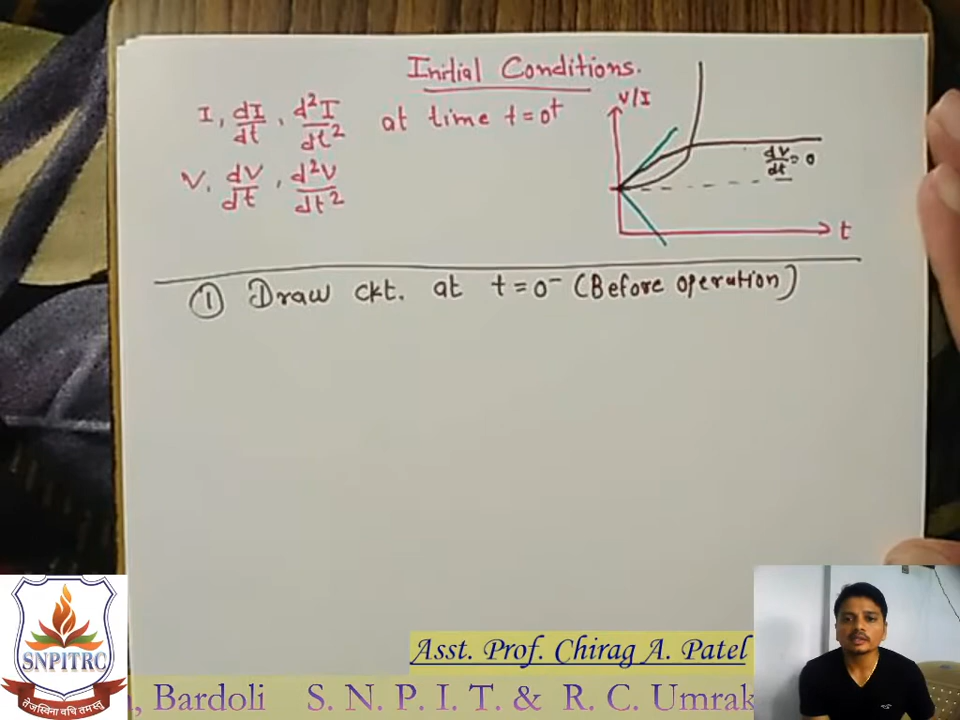 Initial Conditions.
I, dI/dt, d²I/dt² at time t=0⁺
V, dV/dt, d²V/dt²
V/I
dV/dt = 0
t
① Draw ckt. at t=0⁻ (Before operation)
SNPITRC
Asst. Prof. Chirag A. Patel
, Bardoli S. N. P. I. T. & R. C. Umrak